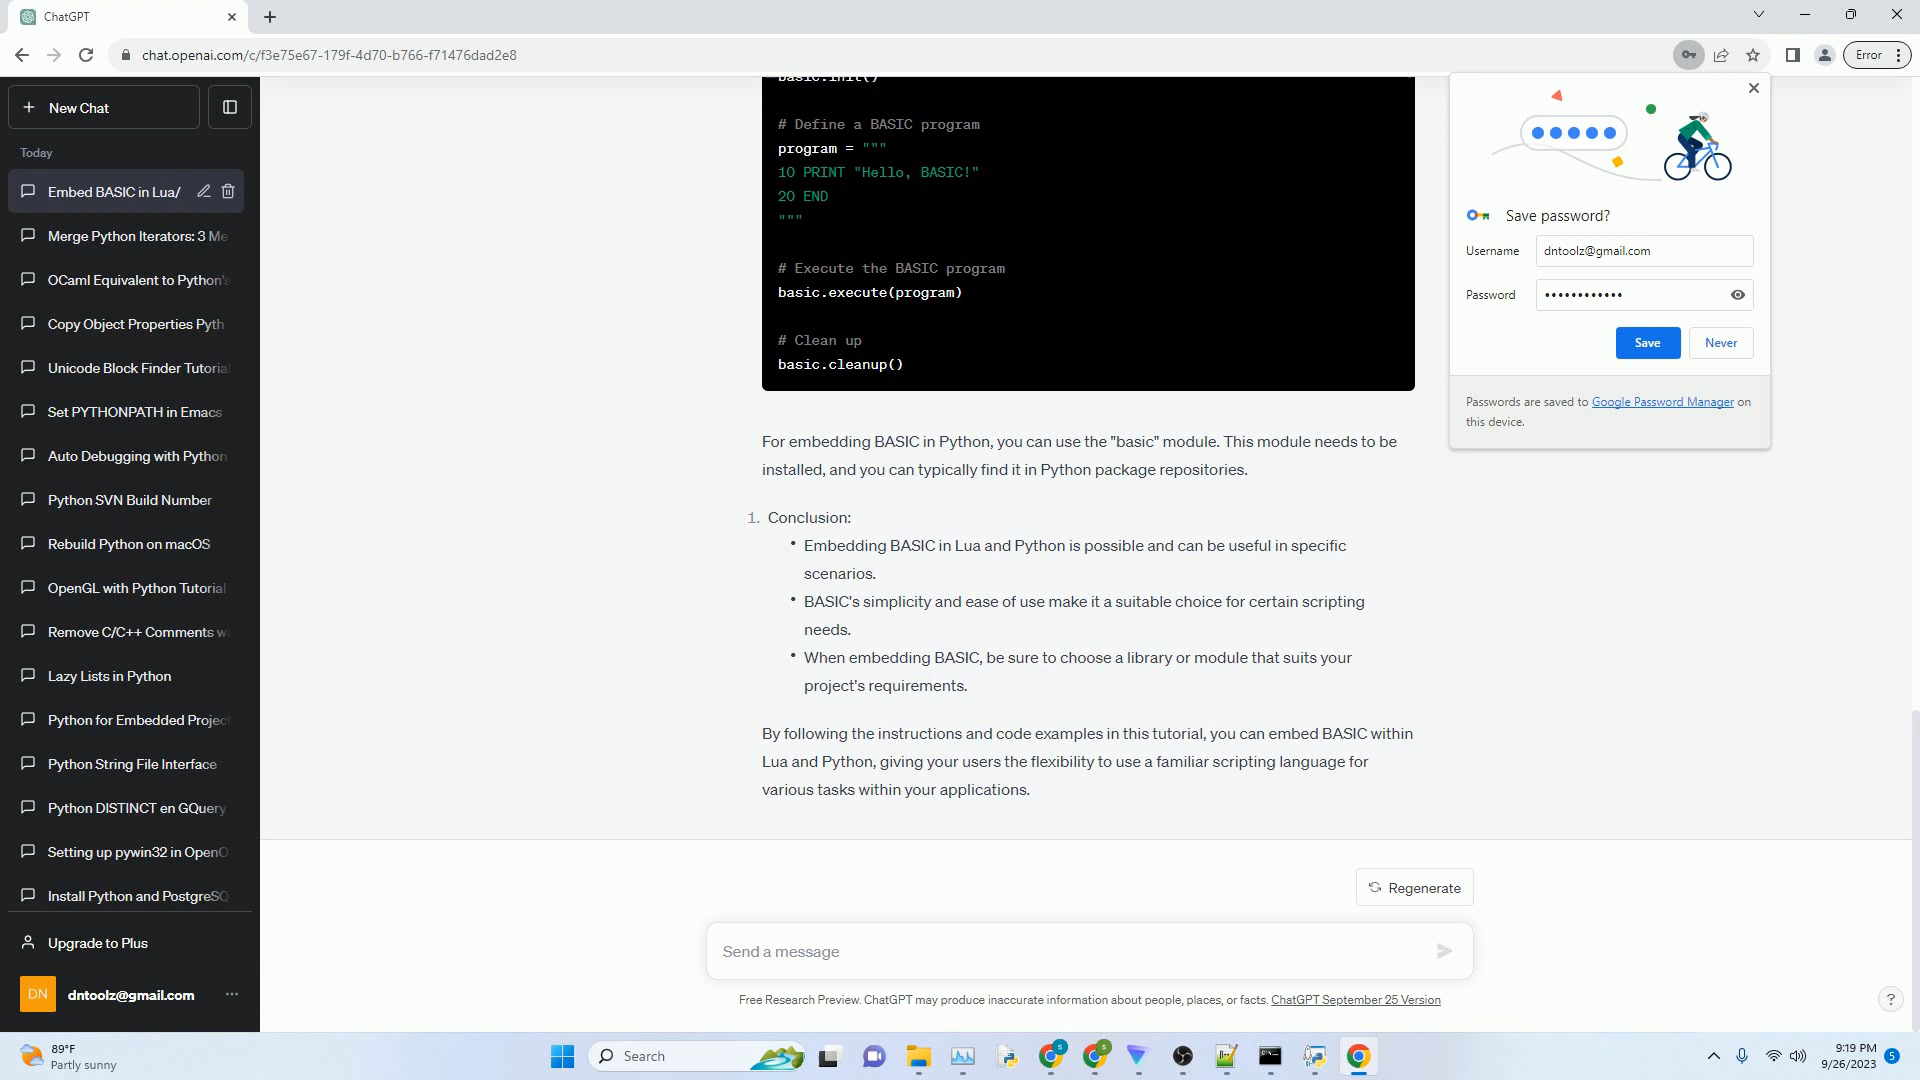 ChatGPT
chat.openai.com/c/f3e75e67-179f-4d70-b766-f71476dad2e8
Error
New Chat
Today
Embed BASIC in Lua/
Merge Python Iterators: 3 Me
OCaml Equivalent to Python's
Copy Object Properties Pyth
Unicode Block Finder Tutorial
Set PYTHONPATH in Emacs
Auto Debugging with Python
Python SVN Build Number
Rebuild Python on macOS
OpenGL with Python Tutorial
Remove C/C++ Comments wi
Lazy Lists in Python
Python for Embedded Project
Python String File Interface
Python DISTINCT en GQuery
Setting up pywin32 in OpenO
Install Python and PostgreSQ
Upgrade to Plus
DN
dntoolz@gmail.com
basic.init()
# Define a BASIC program
program = """
10 PRINT "Hello, BASIC!"
20 END
"""
# Execute the BASIC program
basic.execute(program)
# Clean up
basic.cleanup()
For embedding BASIC in Python, you can use the "basic" module. This module needs to be
installed, and you can typically find it in Python package repositories.
1. Conclusion:
• Embedding BASIC in Lua and Python is possible and can be useful in specific
scenarios.
• BASIC's simplicity and ease of use make it a suitable choice for certain scripting
needs.
• When embedding BASIC, be sure to choose a library or module that suits your
project's requirements.
By following the instructions and code examples in this tutorial, you can embed BASIC within
Lua and Python, giving your users the flexibility to use a familiar scripting language for
various tasks within your applications.
Regenerate
Send a message
Free Research Preview. ChatGPT may produce inaccurate information about people, places, or facts. ChatGPT September 25 Version
?
Save password?
Username
dntoolz@gmail.com
Password
••••••••••••
Save
Never
Passwords are saved to Google Password Manager on
this device.
89°F
Partly sunny
Search
S
S
9:19 PM
9/26/2023
5